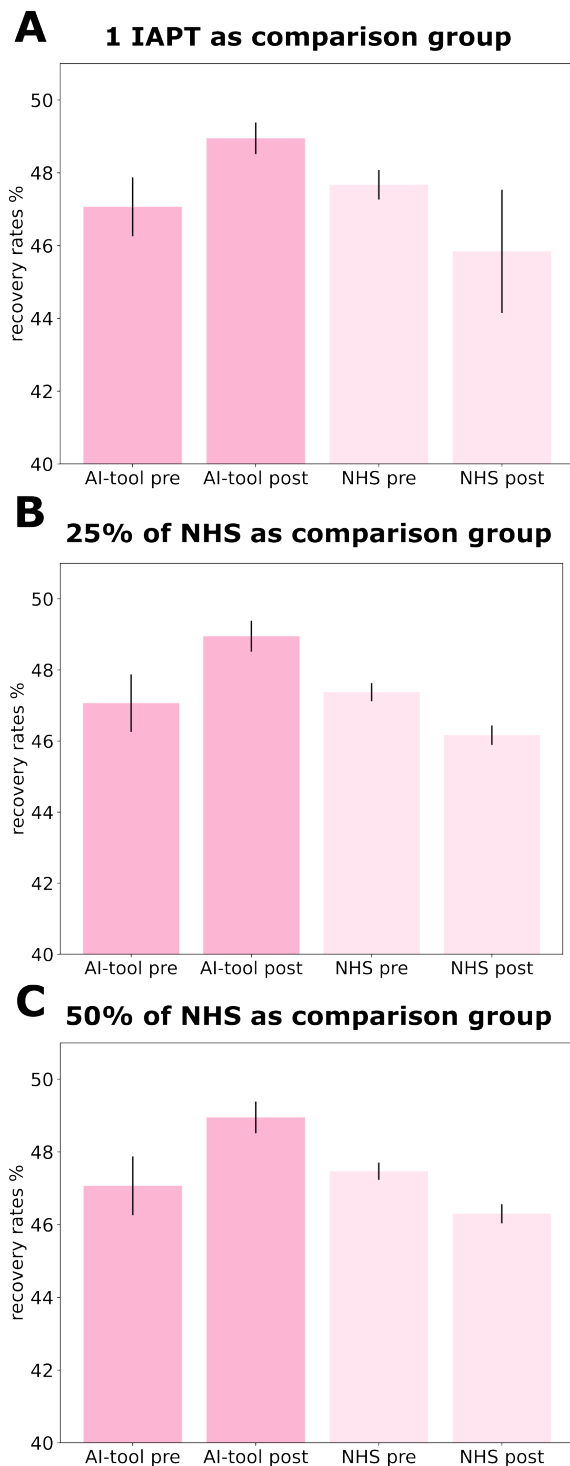 A
1 IAPT as comparison group
50
48
46
44
42
40
recovery rates %
AI-tool pre AI-tool post NHS pre NHS post
B
25% of NHS as comparison group
50
48
46
44
42
40
recovery rates %
AI-tool pre AI-tool post NHS pre NHS post
C
50% of NHS as comparison group
50
48
46
44
42
40
recovery rates %
AI-tool pre AI-tool post NHS pre NHS post